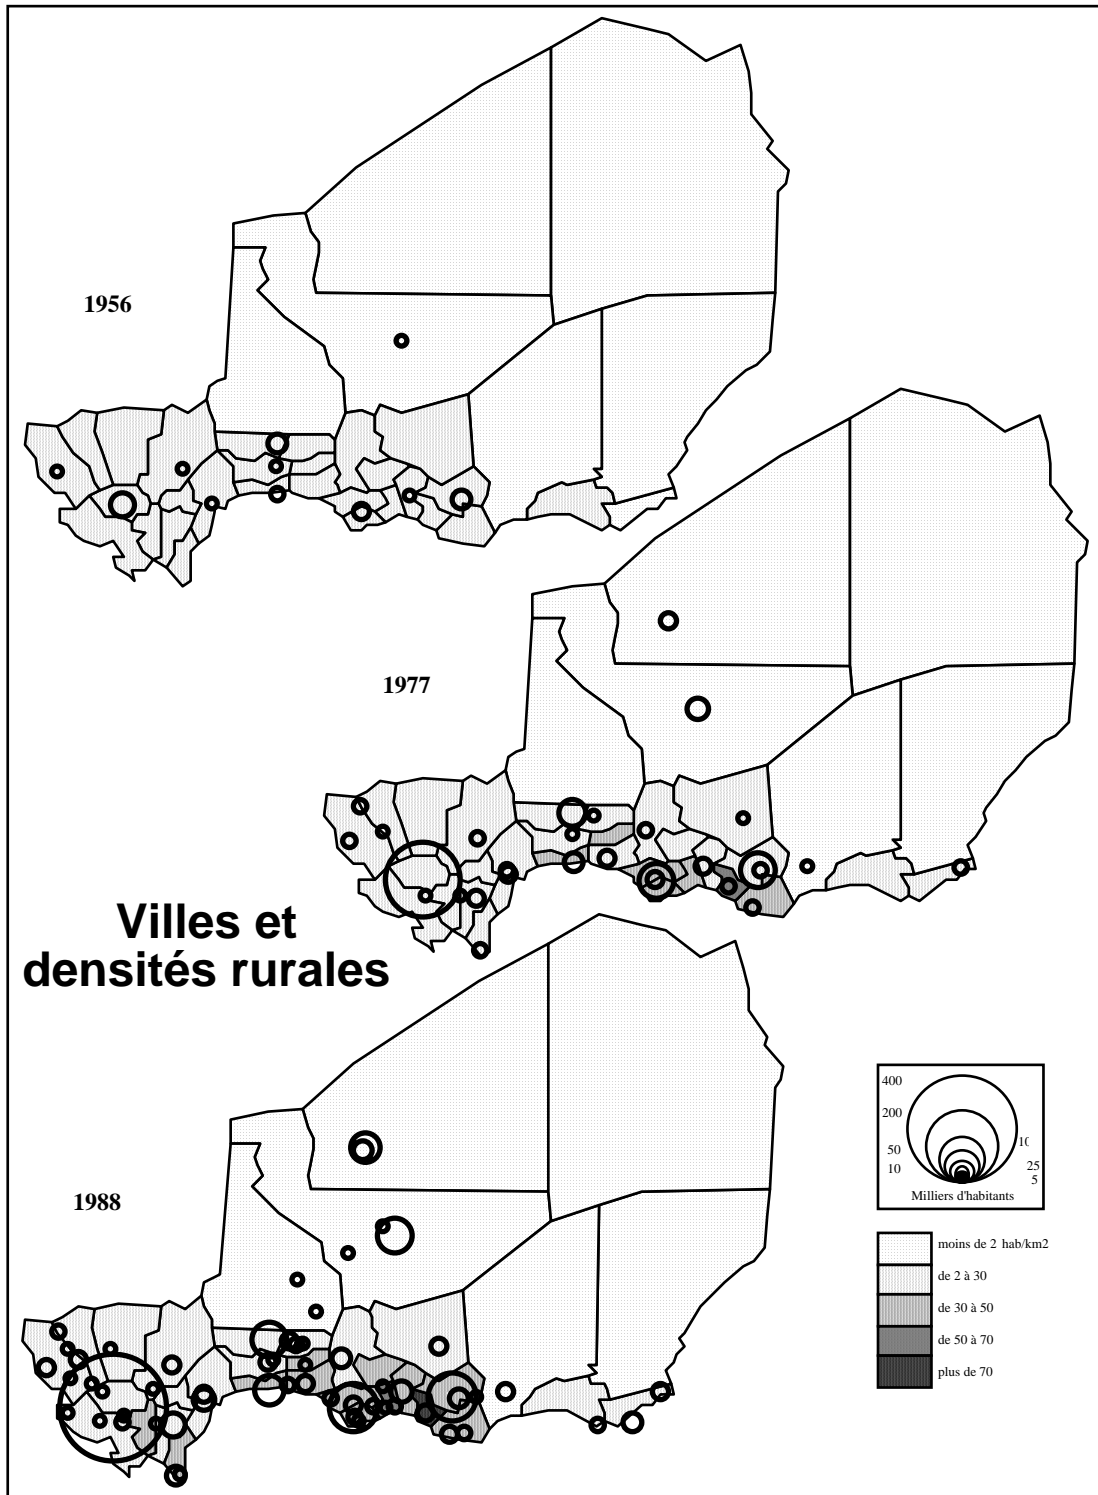 1956
1977
Villes et
densités rurales
1988
400
200
50
10
25
5
Milliers d'habitants
moins de 2 hab/km2
de 2 à 30
de 30 à 50
de 50 à 70
plus de 70